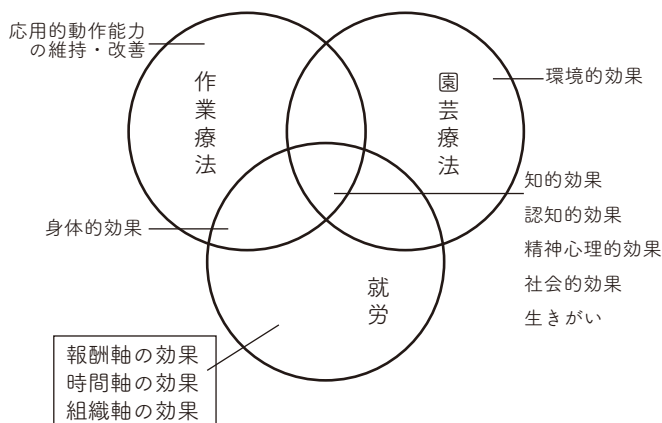 応用的動作能力
の維持・改善
作業療法
園芸療法
環境的効果
身体的効果
知的効果
認知的効果
精神心理的効果
社会的効果
生きがい
就労
報酬軸の効果
時間軸の効果
組織軸の効果